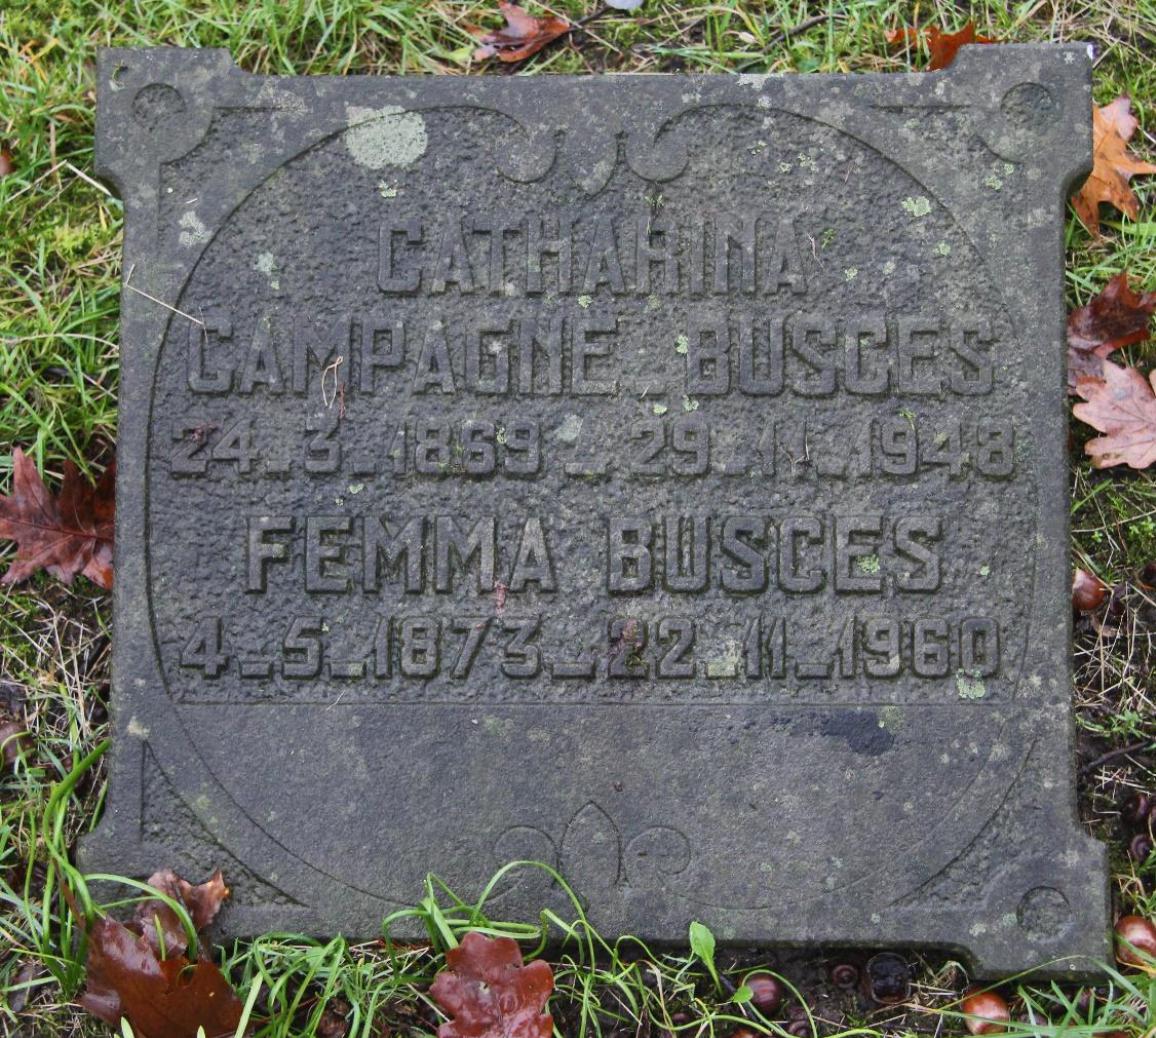 CATHARINA
CAMPAGNE - BUSCES
24-3-1869 - 29-11-1948
FEMMA BUSCES
4-5-1873-22-11-1960